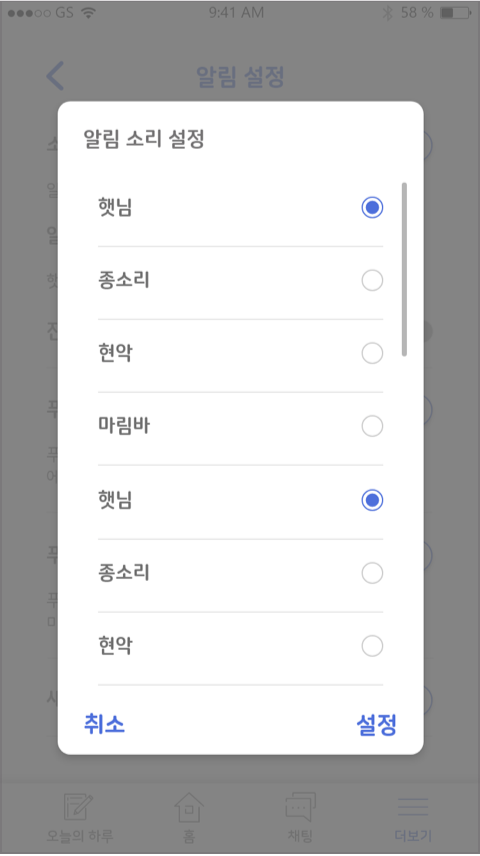 GS 9:41 AM 58 %
알림 설정
알림 소리 설정
햇님
종소리
현악
마림바
햇님
종소리
현악
취소 설정
오늘의 하루 홈 채팅 더보기